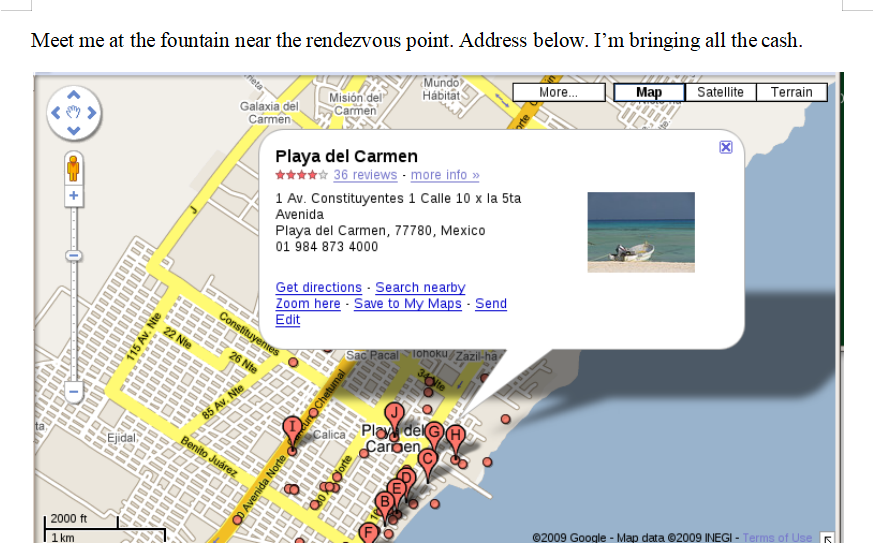 Meet me at the fountain near the rendezvous point. Address below. I’m bringing all the cash.
More...
Map
Satellite
Terrain
Galaxia del
Carmen
Misión del
Carmen
Mundo
Hábitat
Playa del Carmen
36 reviews - more info »
1 Av. Constituyentes 1 Calle 10 x la 5ta
Avenida
Playa del Carmen, 77780, Mexico
01 984 873 4000
Get directions - Search nearby
Zoom here - Save to My Maps - Send
Edit
J
Constituyentes
115 Av. Nte
22 Nte
26 Nte
85 Av. Nte
Sac Pacal
Tohoku
Zazil-ha
Chetumal
Ejidal
Benito Juárez
Calica
Playa del
Carmen
Avenida Norte
I
J
G
H
C
D
E
B
F
2000 ft
1 km
©2009 Google - Map data ©2009 INEGI - Terms of Use